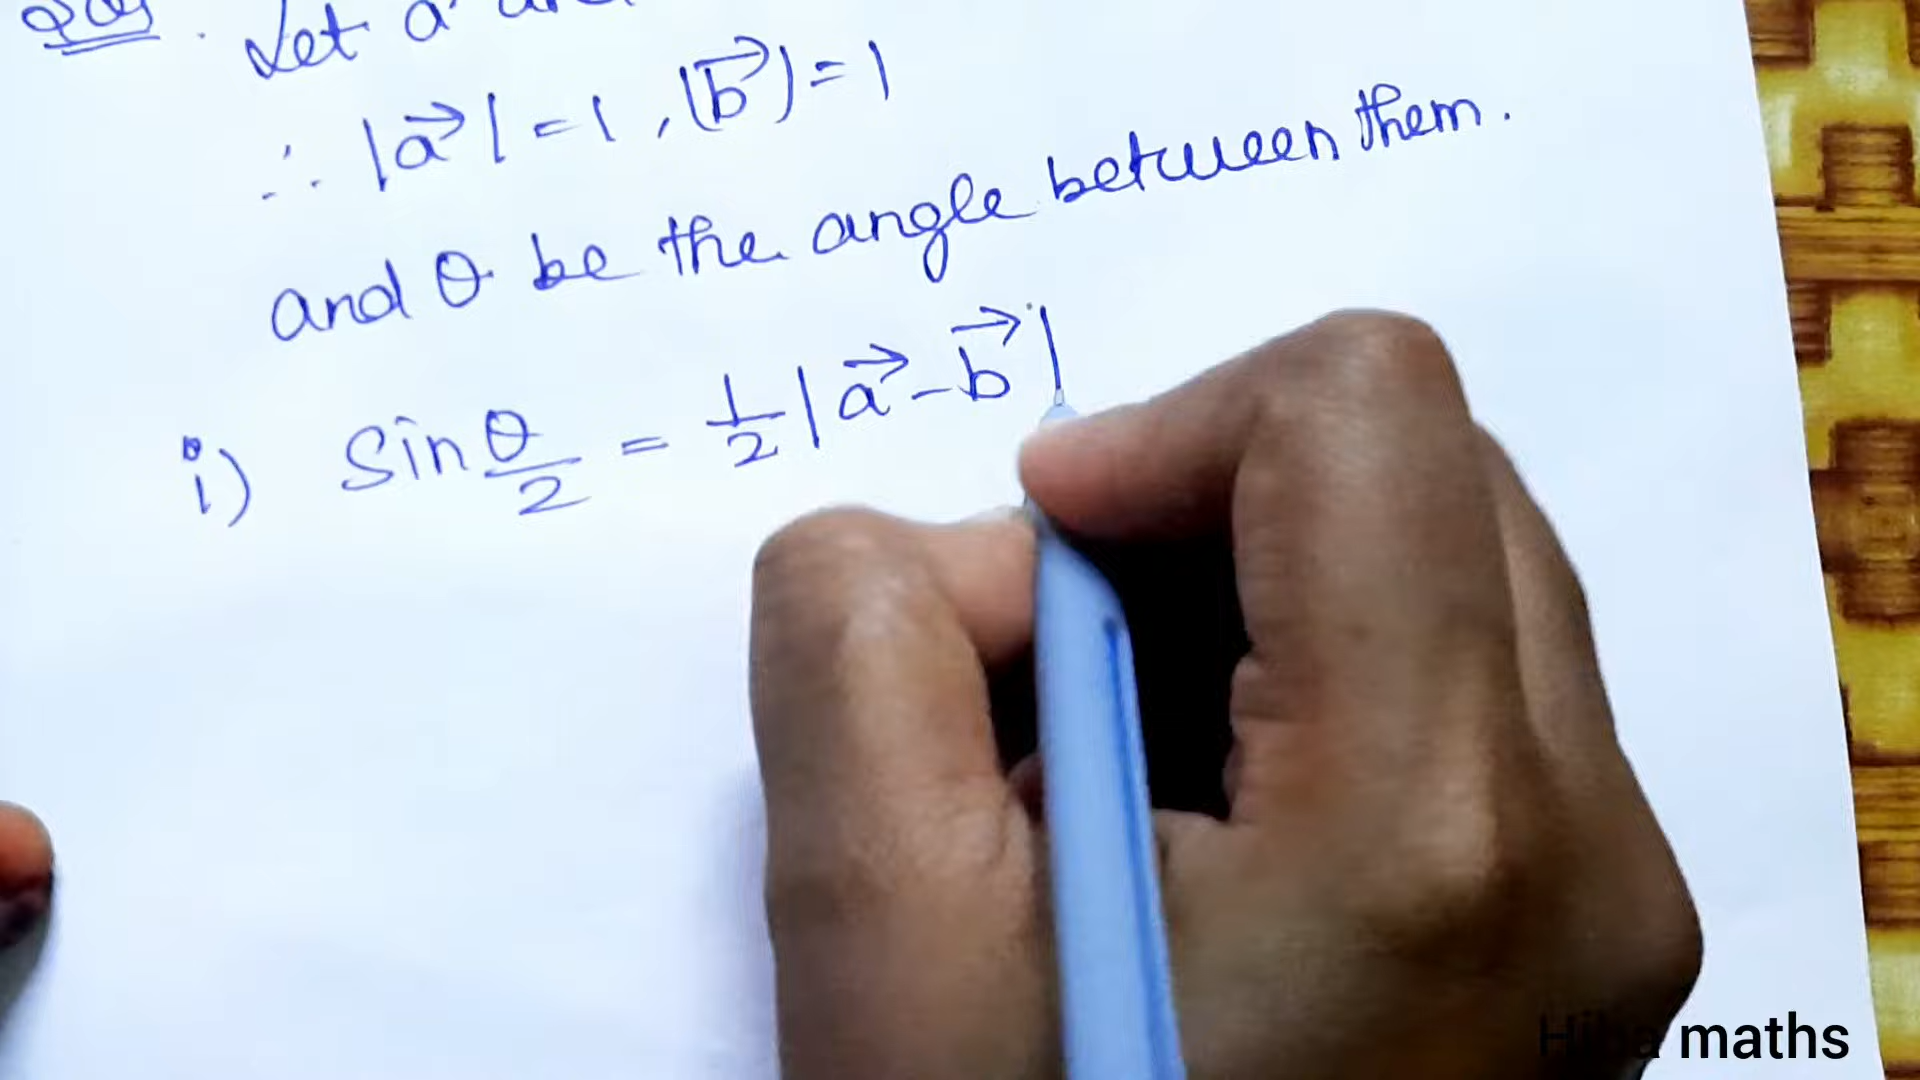 Let a⃗
∴ |a⃗| = 1, |b⃗| = 1
and θ be the angle between them.
i) Sin θ/2 = 1/2 |a⃗ - b⃗|
maths